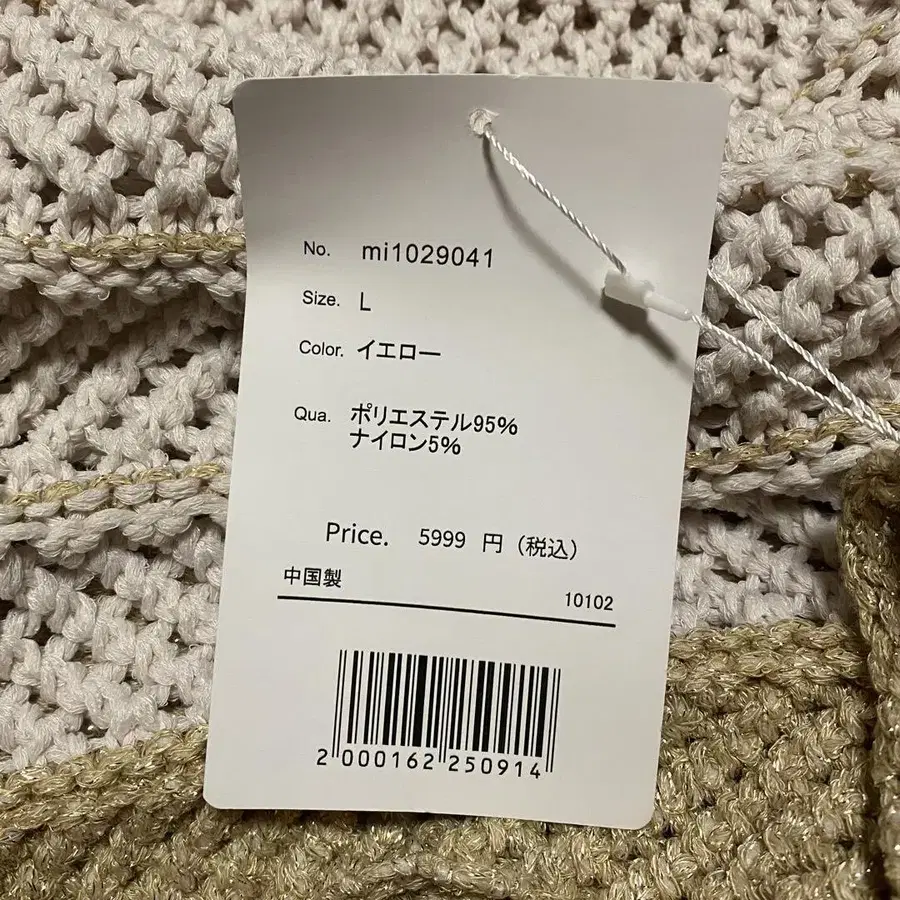 No. mi1029041
Size. L
Color. イエロー
Qua. ポリエステル95%
ナイロン5%
Price. 5999 円（税込）
中国製 10102
2 000162 250914